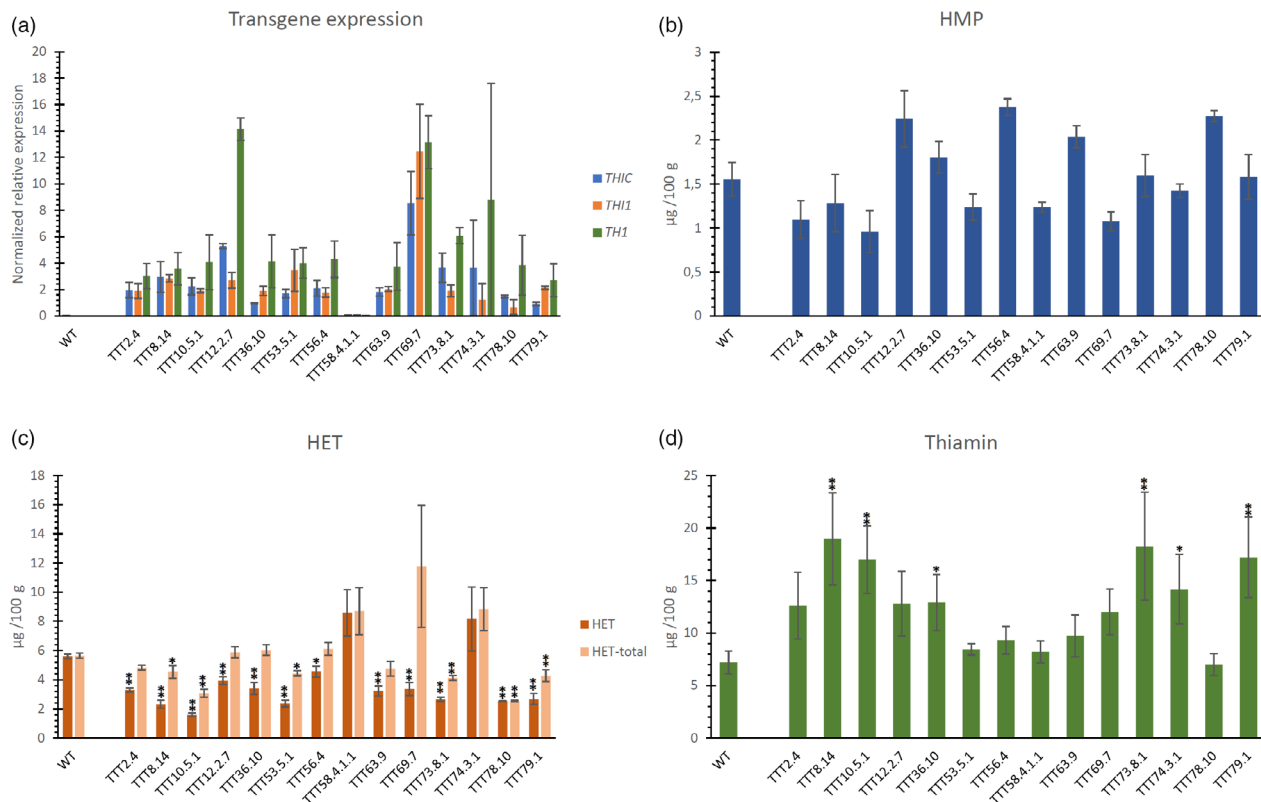 (a)
Transgene expression
Normalized relative expression
20
18
16
14
12
10
8
6
4
2
0
WT
TTT2.4
TTT8.14
TTT10.5.1
TTT12.2.7
TTT36.10
TTT53.5.1
TTT56.4
TTT58.4.1.1
TTT63.9
TTT69.7
TTT73.8.1
TTT74.3.1
TTT78.10
TTT79.1
THIC
THI1
TH1
(b)
HMP
µg /100 g
3
2,5
2
1,5
1
0,5
0
WT
TTT2.4
TTT8.14
TTT10.5.1
TTT12.2.7
TTT36.10
TTT53.5.1
TTT56.4
TTT58.4.1.1
TTT63.9
TTT69.7
TTT73.8.1
TTT74.3.1
TTT78.10
TTT79.1
(c)
HET
µg /100 g
18
16
14
12
10
8
6
4
2
0
**
**
*
**
**
**
**
**
*
*
**
**
**
**
**
**
**
**
WT
TTT2.4
TTT8.14
TTT10.5.1
TTT12.2.7
TTT36.10
TTT53.5.1
TTT56.4
TTT58.4.1.1
TTT63.9
TTT69.7
TTT73.8.1
TTT74.3.1
TTT78.10
TTT79.1
HET
HET-total
(d)
Thiamin
µg /100 g
25
20
15
10
5
0
**
**
*
**
*
**
WT
TTT2.4
TTT8.14
TTT10.5.1
TTT12.2.7
TTT36.10
TTT53.5.1
TTT56.4
TTT58.4.1.1
TTT63.9
TTT69.7
TTT73.8.1
TTT74.3.1
TTT78.10
TTT79.1